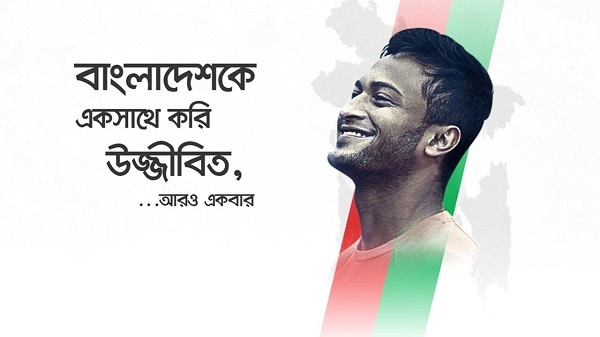 বাংলাদেশকে
একসাথে করি
উজ্জীবিত,
...আরও একবার